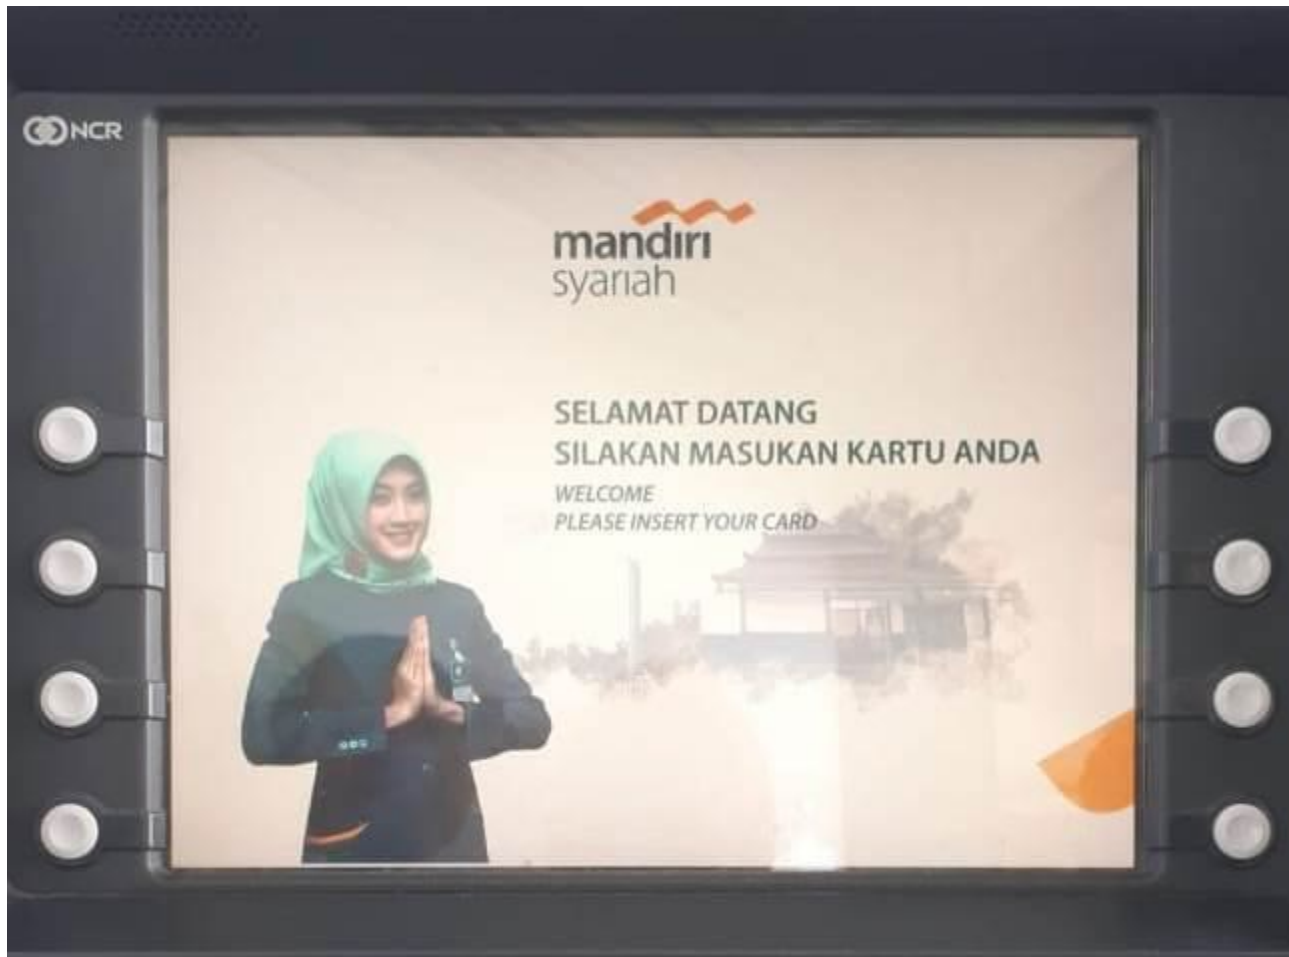 NCR
mandiri
syariah
SELAMAT DATANG
SILAKAN MASUKAN KARTU ANDA
WELCOME
PLEASE INSERT YOUR CARD